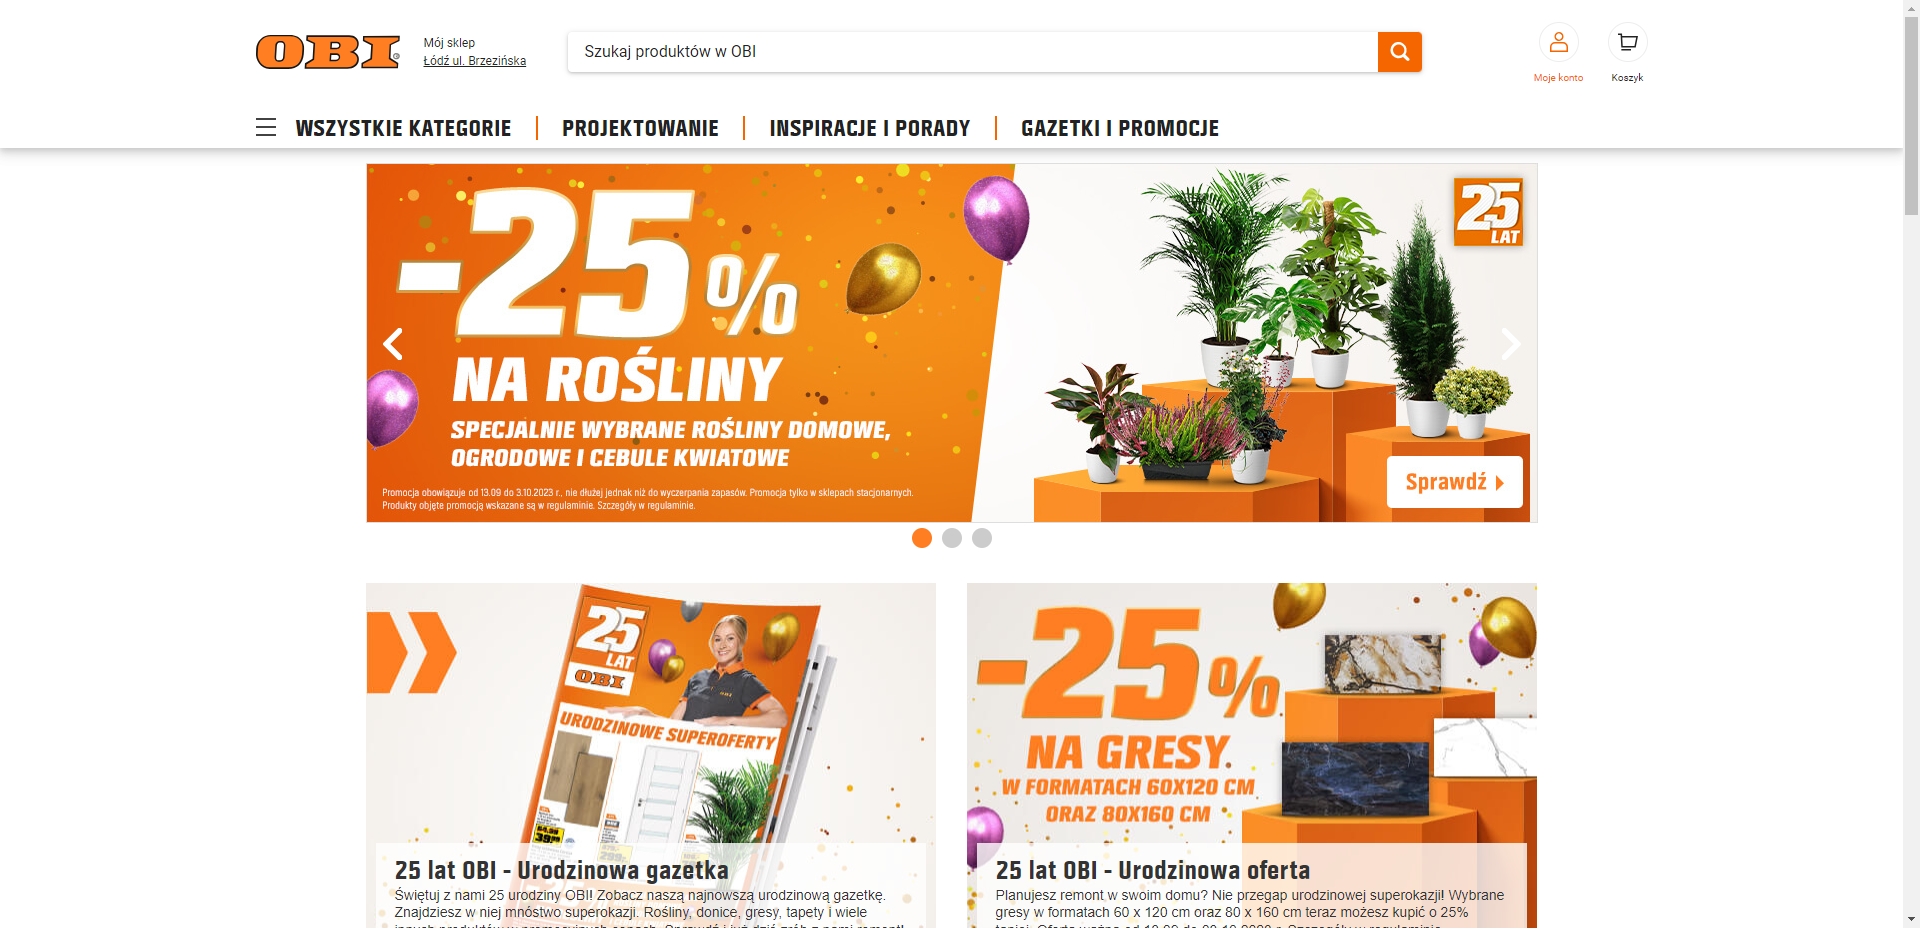 OBI
Mój sklep
Łódź ul. Brzezińska
Szukaj produktów w OBI
Moje konto
Koszyk
WSZYSTKIE KATEGORIE
PROJEKTOWANIE
INSPIRACJE I PORADY
GAZETKI I PROMOCJE
-25%
NA ROŚLINY
SPECJALNIE WYBRANE ROŚLINY DOMOWE,
OGRODOWE I CEBULE KWIATOWE
Promocja obowiązuje od 13.09 do 3.10.2023 r., nie dłużej jednak niż do wyczerpania zapasów. Promocja tylko w sklepach stacjonarnych.
Produkty objęte promocją wskazane są w regulaminie. Szczegóły w regulaminie.
25
LAT
Sprawdź
25
LAT
OBI
OBI
URODZINOWE SUPEROFERTY
25 lat OBI - Urodzinowa gazetka
Świętuj z nami 25 urodziny OBI! Zobacz naszą najnowszą urodzinową gazetkę.
Znajdziesz w niej mnóstwo superokazji. Rośliny, donice, gresy, tapety i wiele
-25%
NA GRESY
W FORMATACH 60X120 CM
ORAZ 80X160 CM
25 lat OBI - Urodzinowa oferta
Planujesz remont w swoim domu? Nie przegap urodzinowej superokazji! Wybrane
gresy w formatach 60 x 120 cm oraz 80 x 160 cm teraz możesz kupić o 25%